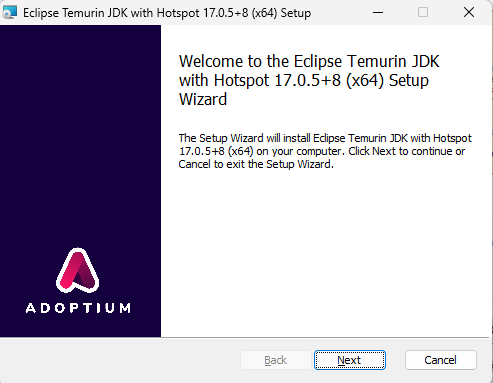 Eclipse Temurin JDK with Hotspot 17.0.5+8 (x64) Setup
Welcome to the Eclipse Temurin JDK
with Hotspot 17.0.5+8 (x64) Setup
Wizard
The Setup Wizard will install Eclipse Temurin JDK with Hotspot
17.0.5+8 (x64) on your computer. Click Next to continue or
Cancel to exit the Setup Wizard.
ADOPTIUM
Back
Next
Cancel